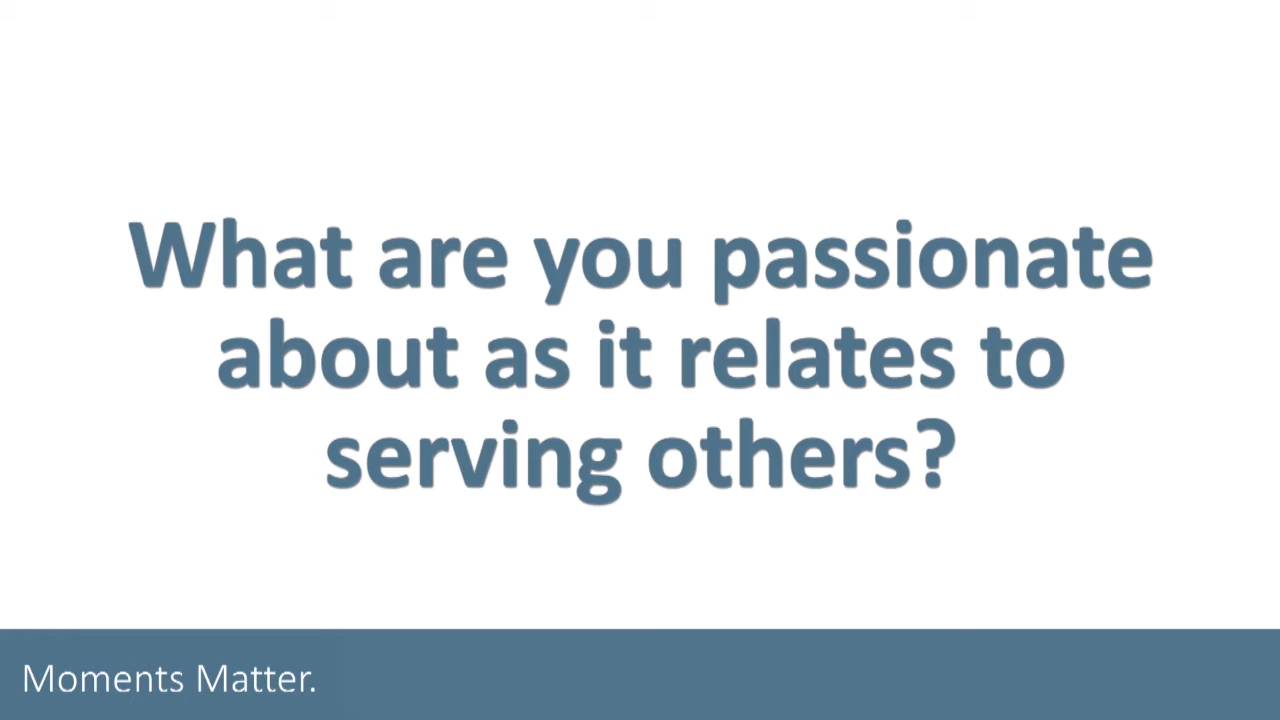 What are you passionate
about as it relates to
serving others?
Moments Matter.